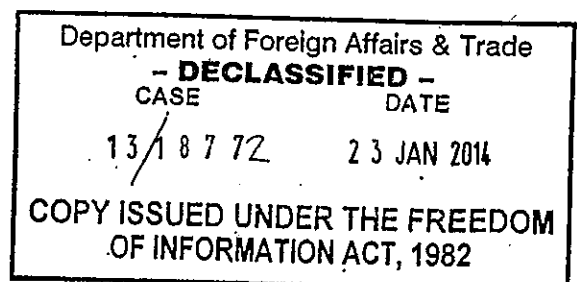 Department of Foreign Affairs & Trade
– DECLASSIFIED –
CASE DATE
13/18772 23 JAN 2014
COPY ISSUED UNDER THE FREEDOM
OF INFORMATION ACT, 1982